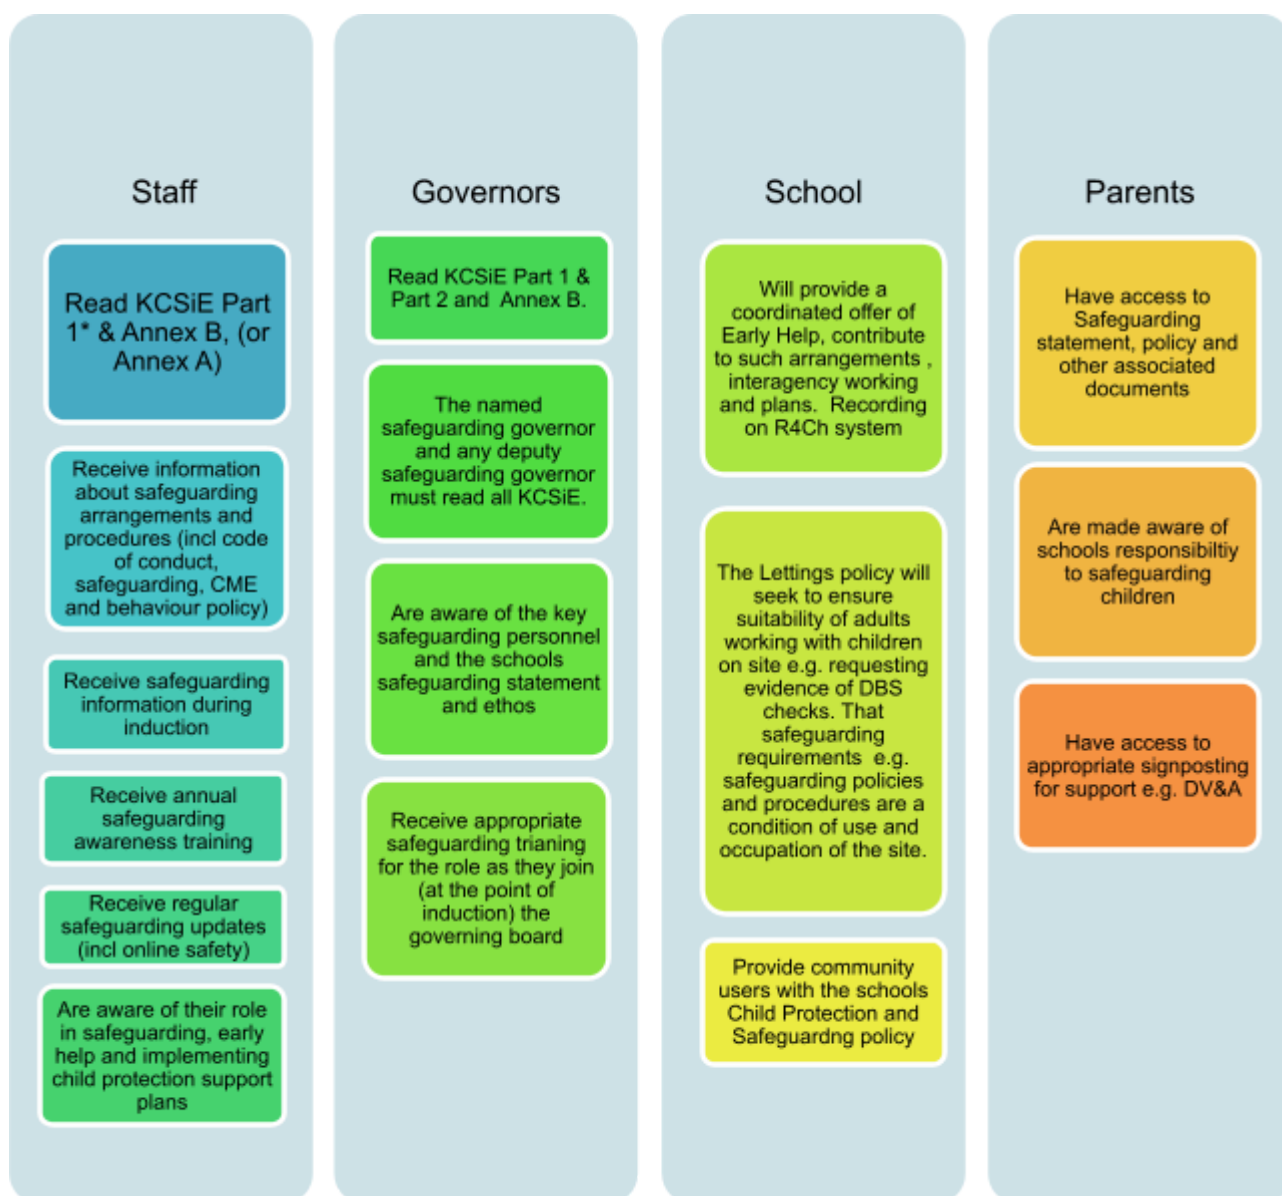 Staff
Read KCSiE Part
1* & Annex B, (or
Annex A)
Receive information
about safeguarding
arrangements and
procedures (incl code
of conduct,
safeguarding, CME
and behaviour policy)
Receive safeguarding
information during
induction
Receive annual
safeguarding
awareness training
Receive regular
safeguarding updates
(incl online safety)
Are aware of their role
in safeguarding, early
help and implementing
child protection support
plans
Governors
Read KCSiE Part 1 &
Part 2 and  Annex B.
The named
safeguarding governor
and any deputy
safeguarding governor
must read all KCSiE.
Are aware of the key
safeguarding personnel
and the schools
safeguarding statement
and ethos
Receive appropriate
safeguarding trianing
for the role as they join
(at the point of
induction) the
governing board
School
Will provide a
coordinated offer of
Early Help, contribute
to such arrangements ,
interagency working
and plans.  Recording
on R4Ch system
The Lettings policy will
seek to ensure
suitability of adults
working with children
on site e.g. requesting
evidence of DBS
checks. That
safeguarding
requirements  e.g.
safeguarding policies
and procedures are a
condition of use and
occupation of the site.
Provide community
users with the schools
Child Protection and
Safeguardng policy
Parents
Have access to
Safeguarding
statement, policy and
other associated
documents
Are made aware of
schools responsibiltiy
to safeguarding
children
Have access to
appropriate signposting
for support e.g. DV&A